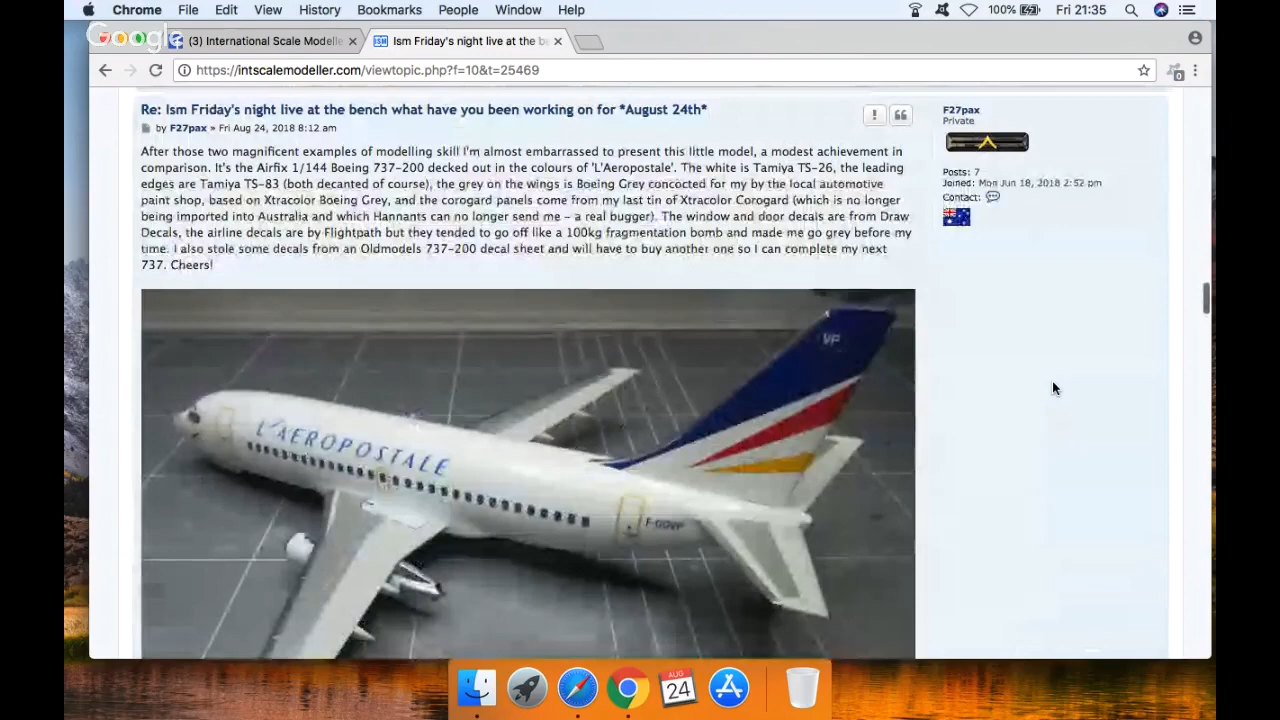 Chrome File Edit View History Bookmarks People Window Help 100% Fri 21:35
Google
(3) International Scale Modelle Ism Friday's night live at the be
https://intscalemodeller.com/viewtopic.php?f=10&t=25469 0
Re: Ism Friday's night live at the bench what have you been working on for *August 24th*
by F27pax » Fri Aug 24, 2018 8:12 am
After those two magnificent examples of modelling skill I'm almost embarassed to present this little model, a modest achievement in
comparison. It's the Airfix 1/144 Boeing 737-200 decked out in the colours of 'L'Aeropostale'. The white is Tamiya TS-26, the leading
edges are Tamiya TS-83 (both decanted of course), the grey on the wings is Boeing Grey concocted for my by the local automotive
paint shop, based on Xtracolor Boeing Grey, and the corogard panels come from my last tin of Xtracolor Corogard (which is no longer
being imported into Australia and which Hannants can no longer send me - a real bugger). The window and door decals are from Draw
Decals, the airline decals are by Flightpath but they tended to go off like a 100kg fragmentation bomb and made me go grey before my
time. I also stole some decals from an Oldmodels 737-200 decal sheet and will have to buy another one so I can complete my next
737. Cheers!
F27pax
Private
Posts: 7
Joined: Mon Jun 18, 2018 2:52 pm
Contact:
VP
L'AEROPOSTALE
AUG
24